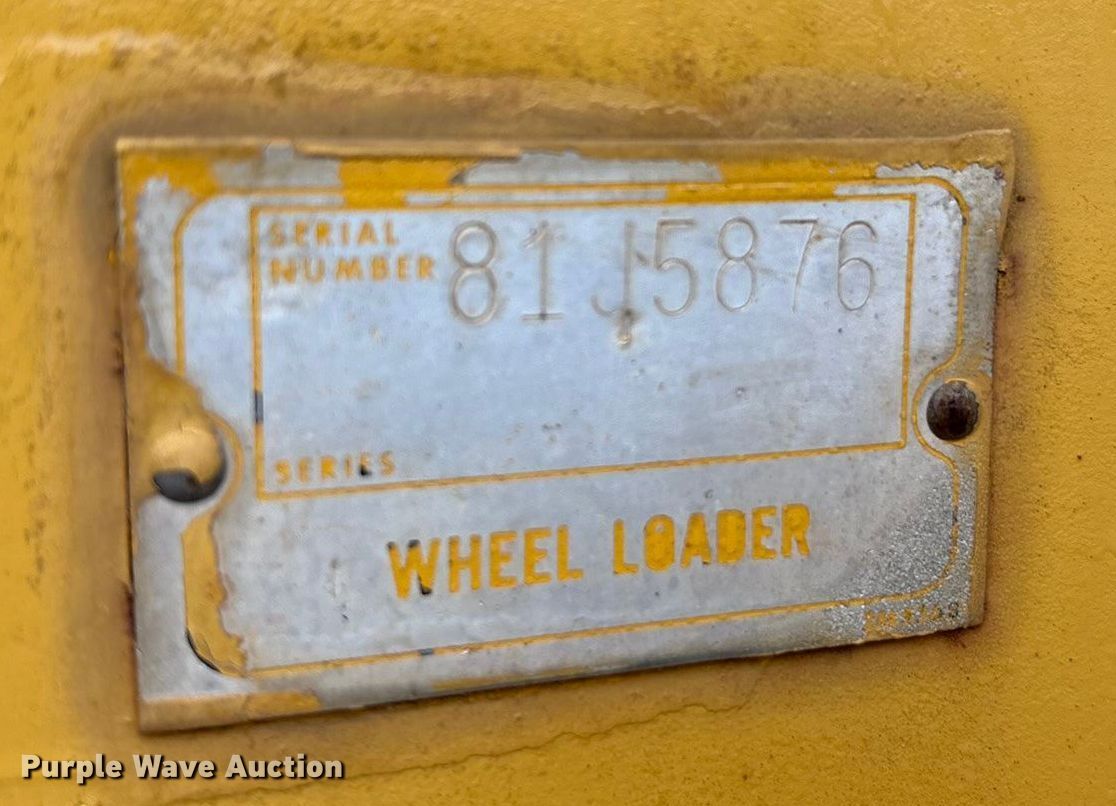 SERIAL
NUMBER 81J5876
SERIES
WHEEL LOADER
Purple Wave Auction